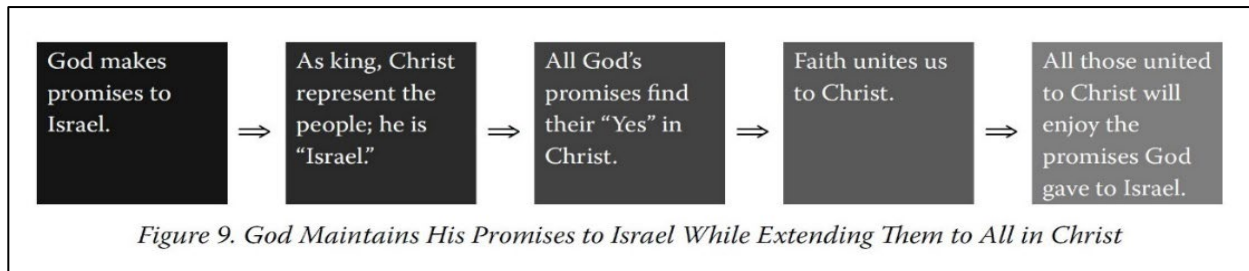 God makes
promises to
Israel.
⇒
As king, Christ
represent the
people; he is
“Israel.”
⇒
All God’s
promises find
their “Yes” in
Christ.
⇒
Faith unites us
to Christ.
⇒
All those united
to Christ will
enjoy the
promises God
gave to Israel.
Figure 9. God Maintains His Promises to Israel While Extending Them to All in Christ